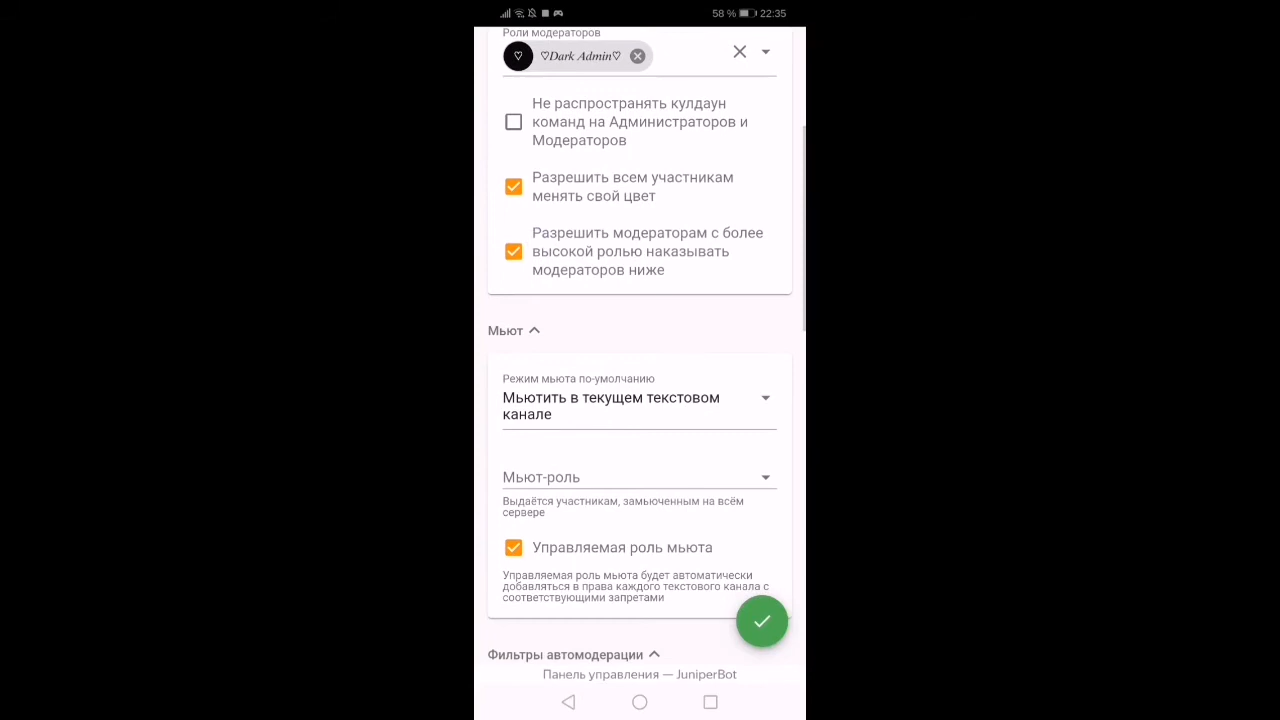 58 % 22:35
Роли модераторов
♡ ♡Dark Admin♡
Не распространять кулдаун
команд на Администраторов и
Модераторов
Разрешить всем участникам
менять свой цвет
Разрешить модераторам с более
высокой ролью наказывать
модераторов ниже
Мьют
Режим мьюта по-умолчанию
Мьютить в текущем текстовом
канале
Мьют-роль
Выдаётся участникам, замьюченным на всём
сервере
Управляемая роль мьюта
Управляемая роль мьюта будет автоматически
добавляться в права каждого текстового канала с
соответствующими запретами
Фильтры автомодерации
Панель управления — JuniperBot